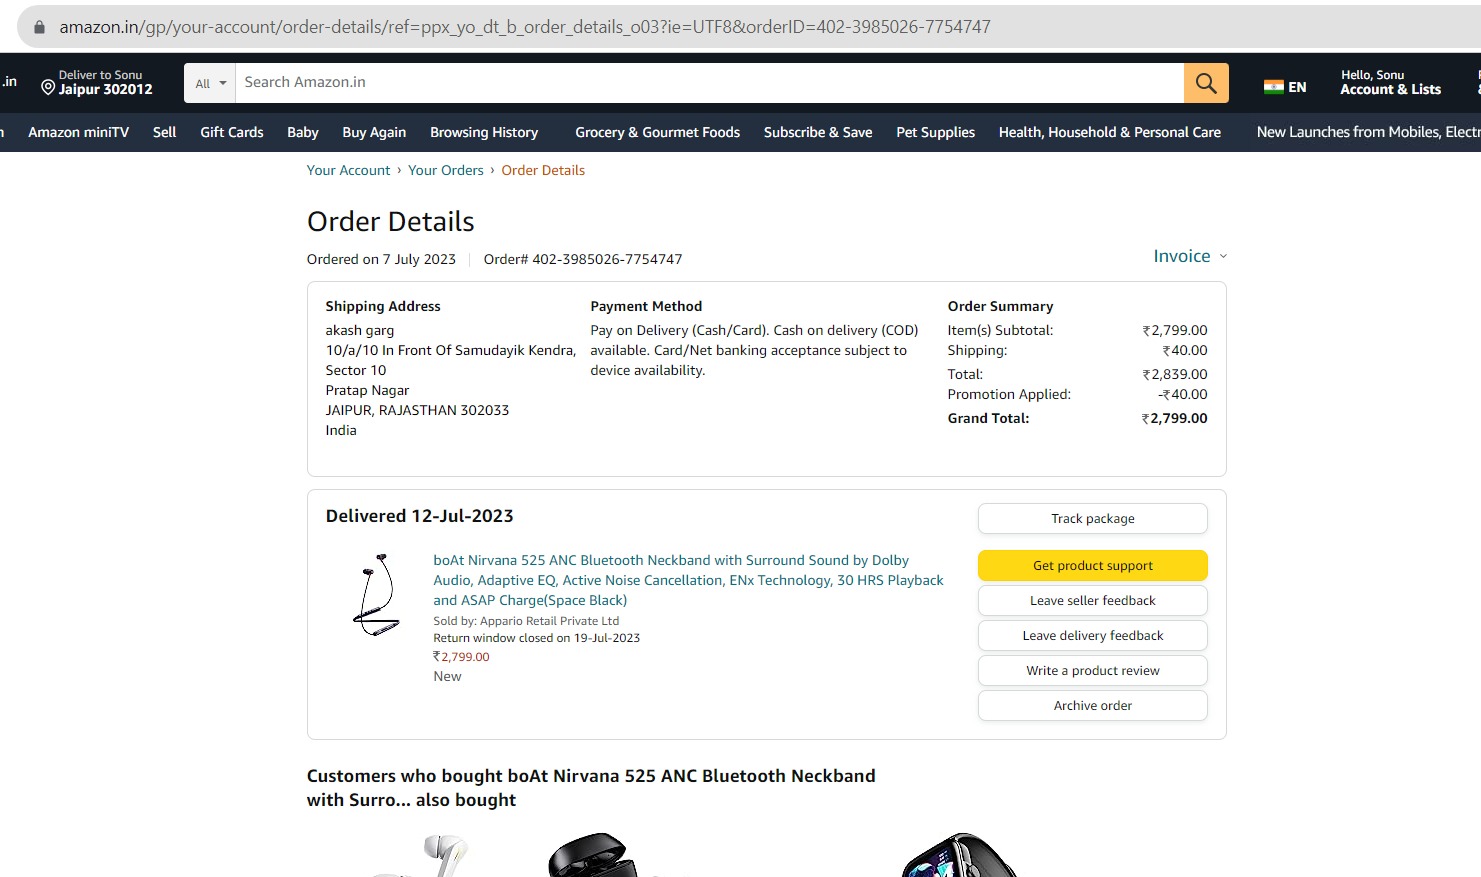 amazon.in/gp/your-account/order-details/ref=ppx_yo_dt_b_order_details_o03?ie=UTF8&orderID=402-3985026-7754747
.in
Deliver to Sonu
Jaipur 302012
All
Search Amazon.in
EN
Hello, Sonu
Account & Lists
Amazon miniTV Sell Gift Cards Baby Buy Again Browsing History Grocery & Gourmet Foods Subscribe & Save Pet Supplies Health, Household & Personal Care New Launches from Mobiles, Electr
Your Account › Your Orders › Order Details
Order Details
Ordered on 7 July 2023 | Order# 402-3985026-7754747
Invoice
Shipping Address
akash garg
10/a/10 In Front Of Samudayik Kendra,
Sector 10
Pratap Nagar
JAIPUR, RAJASTHAN 302033
India
Payment Method
Pay on Delivery (Cash/Card). Cash on delivery (COD)
available. Card/Net banking acceptance subject to
device availability.
Order Summary
Item(s) Subtotal: ₹2,799.00
Shipping: ₹40.00
Total: ₹2,839.00
Promotion Applied: -₹40.00
Grand Total: ₹2,799.00
Delivered 12-Jul-2023
boAt Nirvana 525 ANC Bluetooth Neckband with Surround Sound by Dolby
Audio, Adaptive EQ, Active Noise Cancellation, ENx Technology, 30 HRS Playback
and ASAP Charge(Space Black)
Sold by: Appario Retail Private Ltd
Return window closed on 19-Jul-2023
₹2,799.00
New
Track package
Get product support
Leave seller feedback
Leave delivery feedback
Write a product review
Archive order
Customers who bought boAt Nirvana 525 ANC Bluetooth Neckband
with Surro... also bought